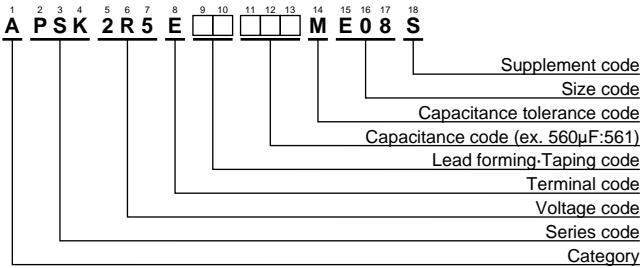 1 2 3 4 5 6 7 8 9 10 11 12 13 14 15 16 17 18
A P S K 2 R 5 E □□ □□□ M E 0 8 S
Supplement code
Size code
Capacitance tolerance code
Capacitance code (ex. 560µF:561)
Lead forming·Taping code
Terminal code
Voltage code
Series code
Category